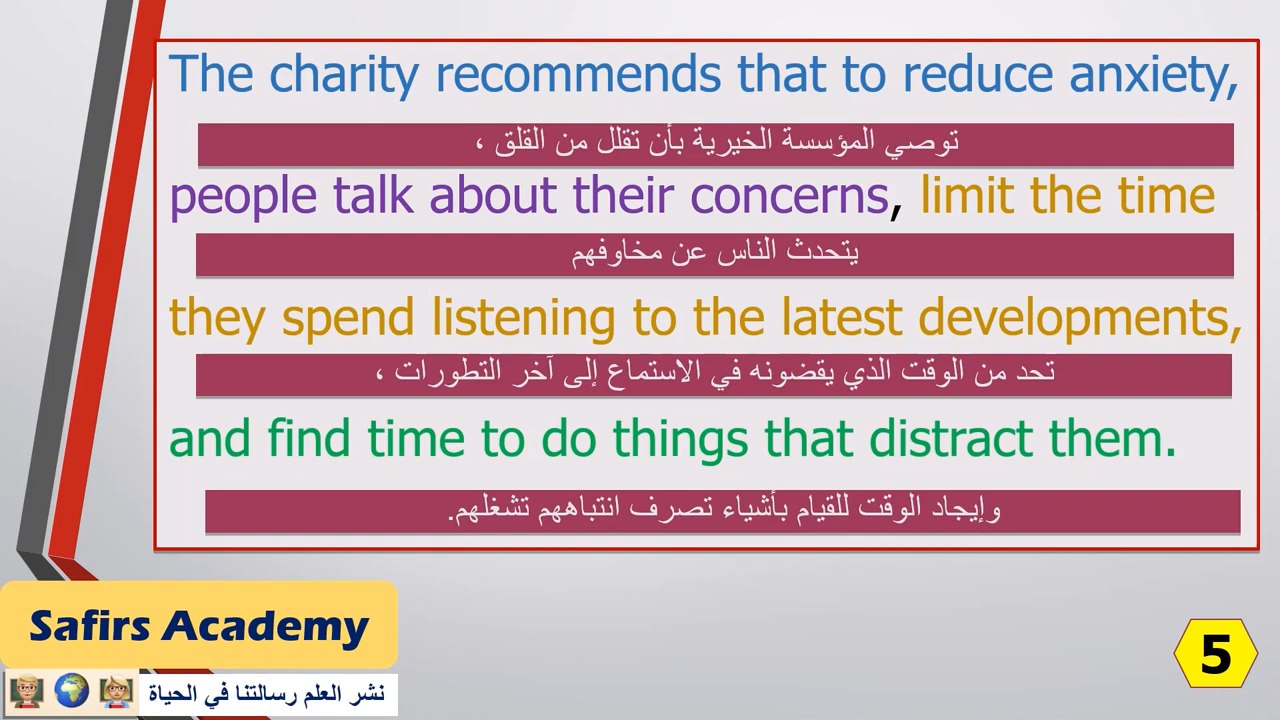 The charity recommends that to reduce anxiety,
توصي المؤسسة الخيرية بأن تقلل من القلق ،
people talk about their concerns, limit the time
يتحدث الناس عن مخاوفهم
they spend listening to the latest developments,
تحد من الوقت الذي يقضونه في الاستماع إلى آخر التطورات ،
and find time to do things that distract them.
وإيجاد الوقت للقيام بأشياء تصرف انتباههم تشغلهم.
Safirs Academy
نشر العلم رسالتنا في الحياة
5